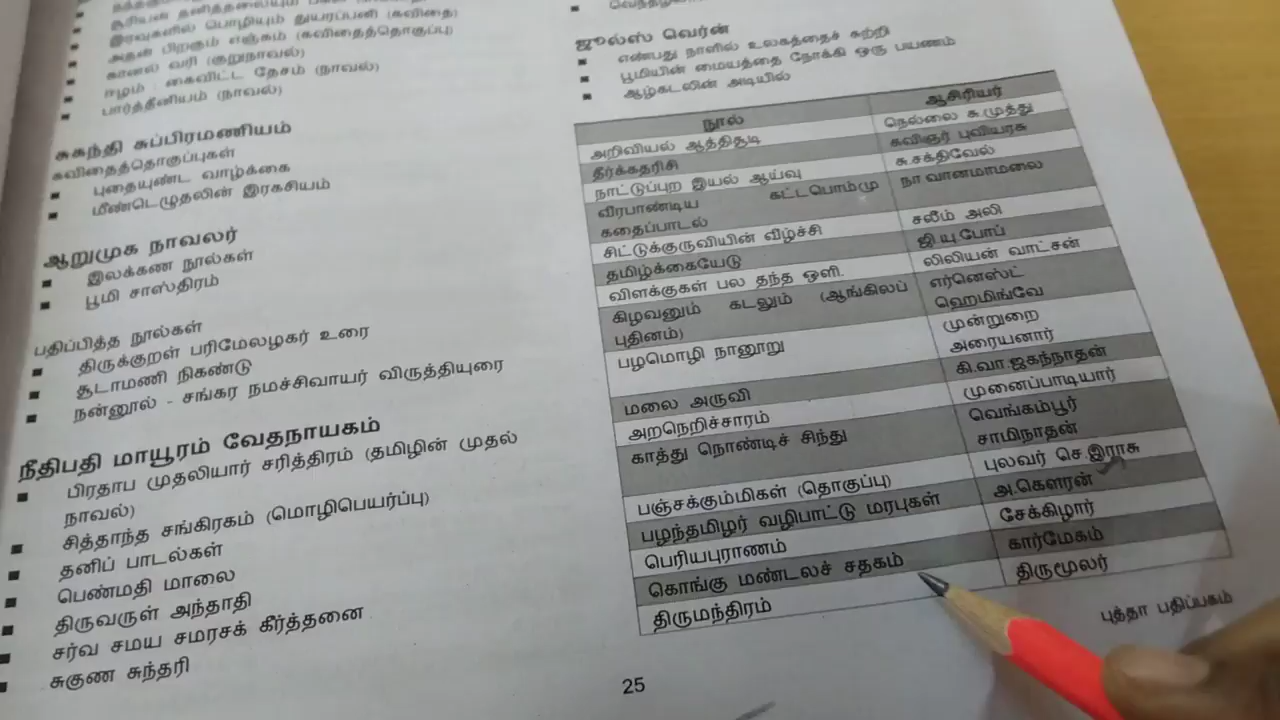 சூரியன் தனித்தலையும் பகல்
இரவுகளில் பொழியும் துயரப்பனி (கவிதை)
அதன் பிறகும் எஞ்சும் (கவிதைத்தொகுப்பு)
கானல் வரி (குறுநாவல்)
ஈழம் : கைவிட்ட தேசம் (நாவல்)
பார்த்தீனியம் (நாவல்)
சுகந்தி சுப்பிரமணியம்
கவிதைத்தொகுப்புகள்
புதையுண்ட வாழ்க்கை
மீண்டெழுதலின் இரகசியம்
ஆறுமுக நாவலர்
இலக்கண நூல்கள்
பூமி சாஸ்திரம்
பதிப்பித்த நூல்கள்
திருக்குறள் பரிமேலழகர் உரை
சூடாமணி நிகண்டு
நன்னூல் - சங்கர நமச்சிவாயர் விருத்தியுரை
நீதிபதி மாயூரம் வேதநாயகம்
பிரதாப முதலியார் சரித்திரம் (தமிழின் முதல்
நாவல்)
சித்தாந்த சங்கிரகம் (மொழிபெயர்ப்பு)
தனிப் பாடல்கள்
பெண்மதி மாலை
திருவருள் அந்தாதி
சர்வ சமய சமரசக் கீர்த்தனை
சுகுண சுந்தரி
ஜூல்ஸ் வெர்ன்
எண்பது நாளில் உலகத்தைச் சுற்றி
பூமியின் மையத்தை நோக்கி ஒரு பயணம்
ஆழ்கடலின் அடியில்
நூல் ஆசிரியர்
அறிவியல் ஆத்திதடி நெல்லை சு.முத்து
தீர்க்கதரிசி கவிஞர் புவியரசு
நாட்டுப்புற இயல் ஆய்வு சு.சக்திவேல்
வீரபாண்டிய கட்டபொம்மு நா வானமாமலை
கதைப்பாடல்
சிட்டுக்குருவியின் வீழ்ச்சி சலீம் அலி
தமிழ்க்கையேடு ஜி.யு.போப்
விளக்குகள் பல தந்த ஒளி. லிலியன் வாட்சன்
கிழவனும் கடலும் (ஆங்கிலப் எர்னெஸ்ட்
புதினம்) ஹெமிங்வே
பழமொழி நானூறு முன்றுறை
அரையனார்
மலை அருவி கி.வா.ஜகந்நாதன்
அறநெறிச்சாரம் முனைப்பாடியார்
காத்து நொண்டிச் சிந்து வெங்கம்பூர்
சாமிநாதன்
பஞ்சக்கும்மிகள் (தொகுப்பு) புலவர் செ.இராசு
பழந்தமிழர் வழிபாட்டு மரபுகள் அ.கௌரன்
பெரியபுராணம் சேக்கிழார்
கொங்கு மண்டலச் சதகம் கார்மேகம்
திருமந்திரம் திருமூலர்
புத்தா பதிப்பகம்
25